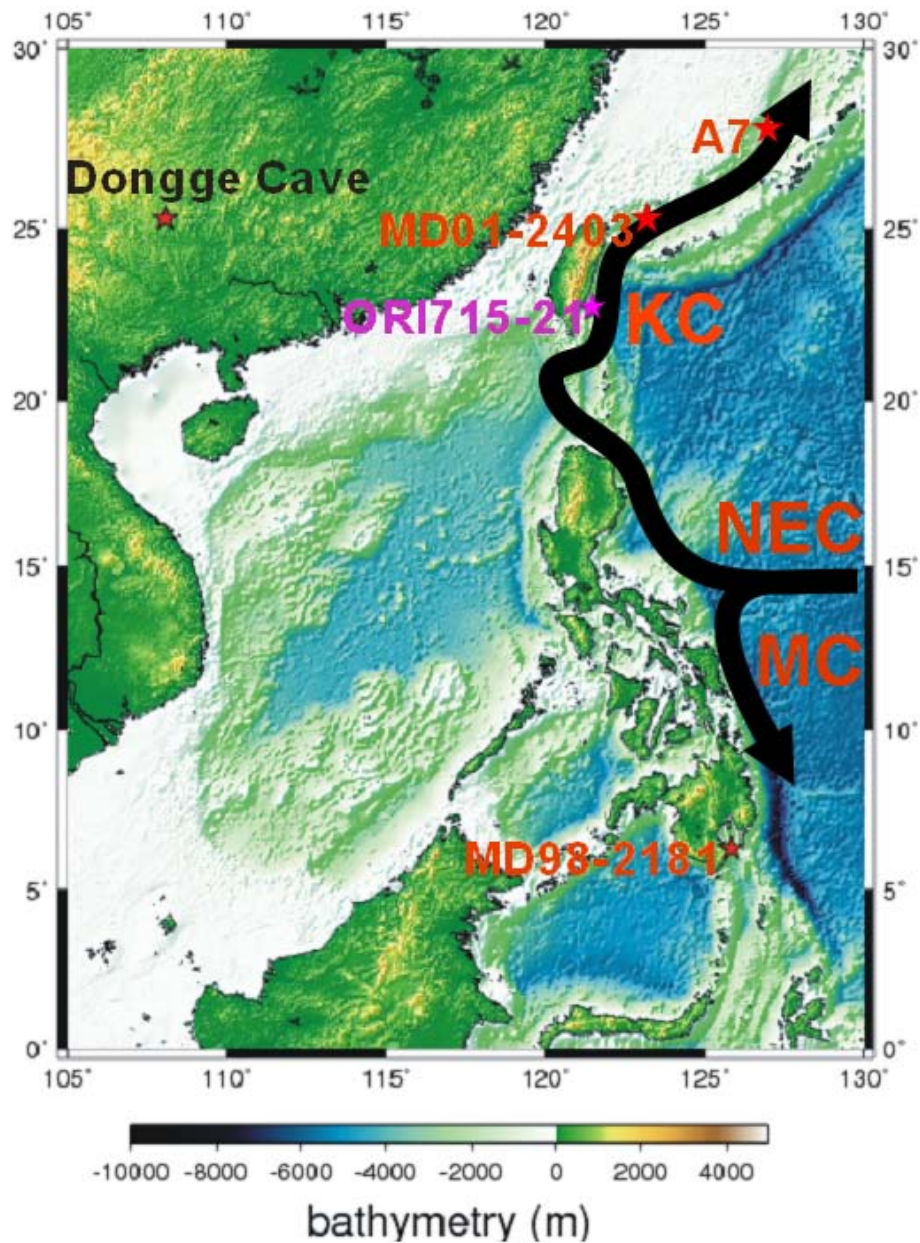 105° 110° 115° 120° 125° 130°
30° 30°
A7
Dongge Cave
25° MD01-2403 25°
ORI715-21 KC
20° 20°
NEC
15° 15°
MC
10° 10°
MD98-2181
5° 5°
0° 0°
105° 110° 115° 120° 125° 130°
-10000 -8000 -6000 -4000 -2000 0 2000 4000
bathymetry (m)